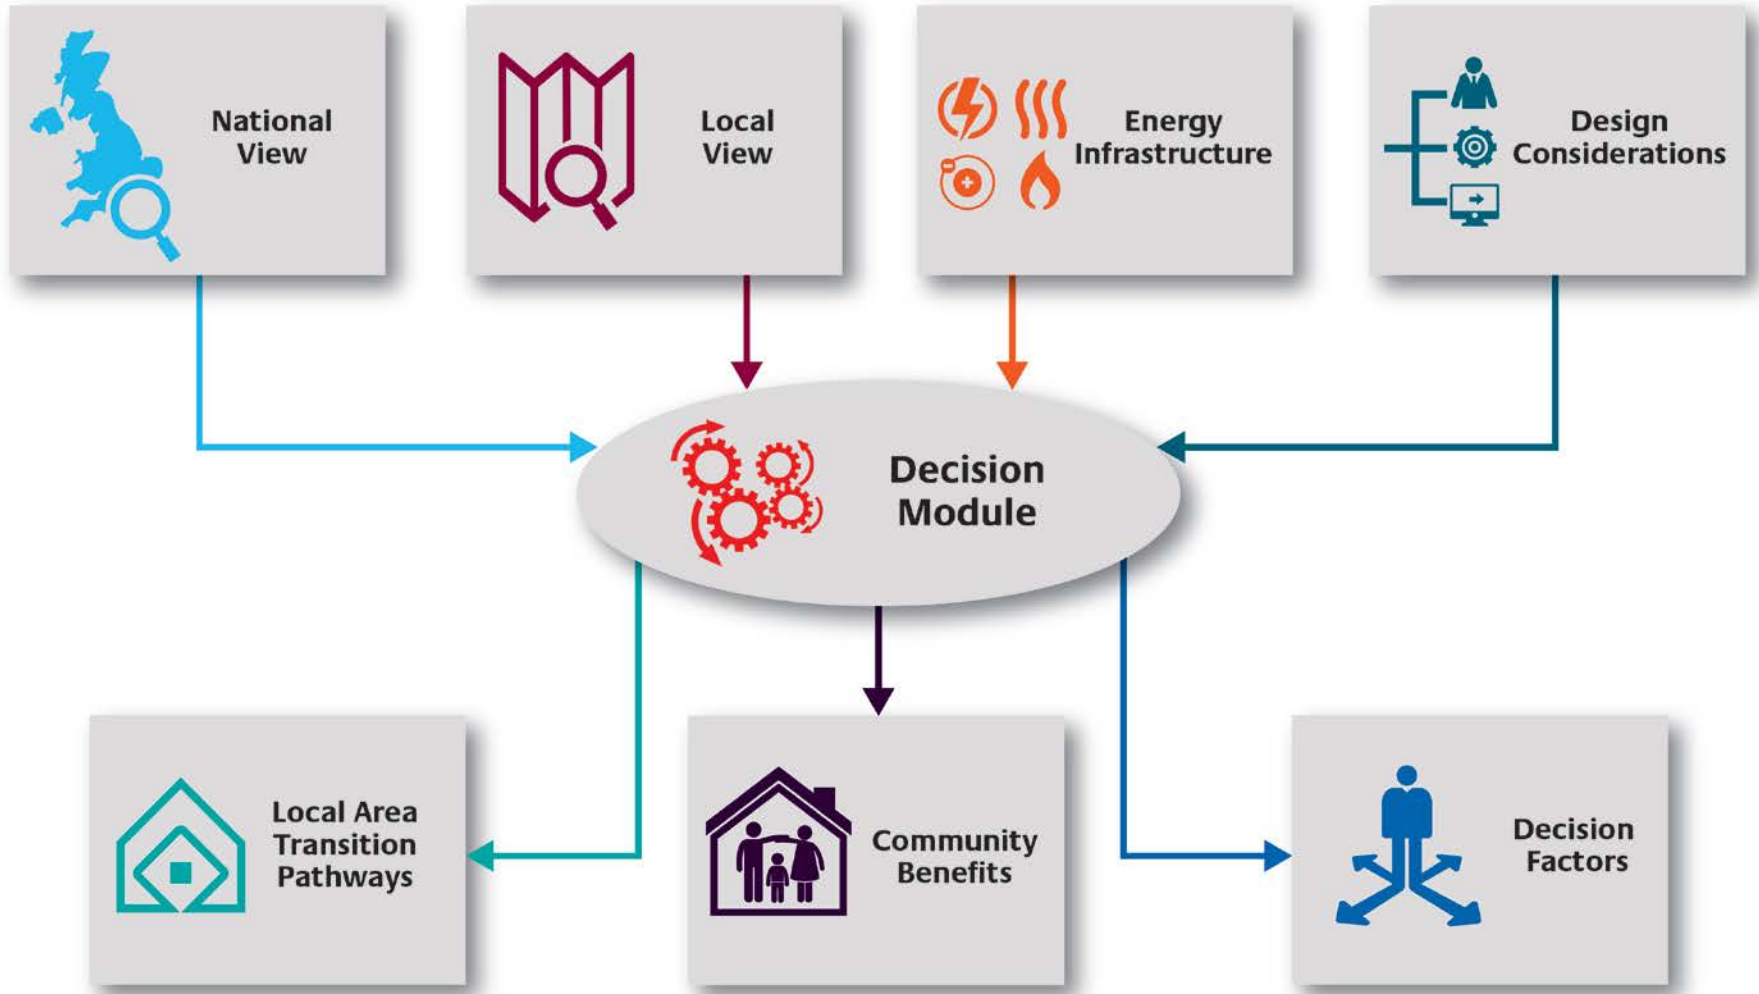 National
View
Local
View
Energy
Infrastructure
Design
Considerations
Decision
Module
Local Area
Transition
Pathways
Community
Benefits
Decision
Factors